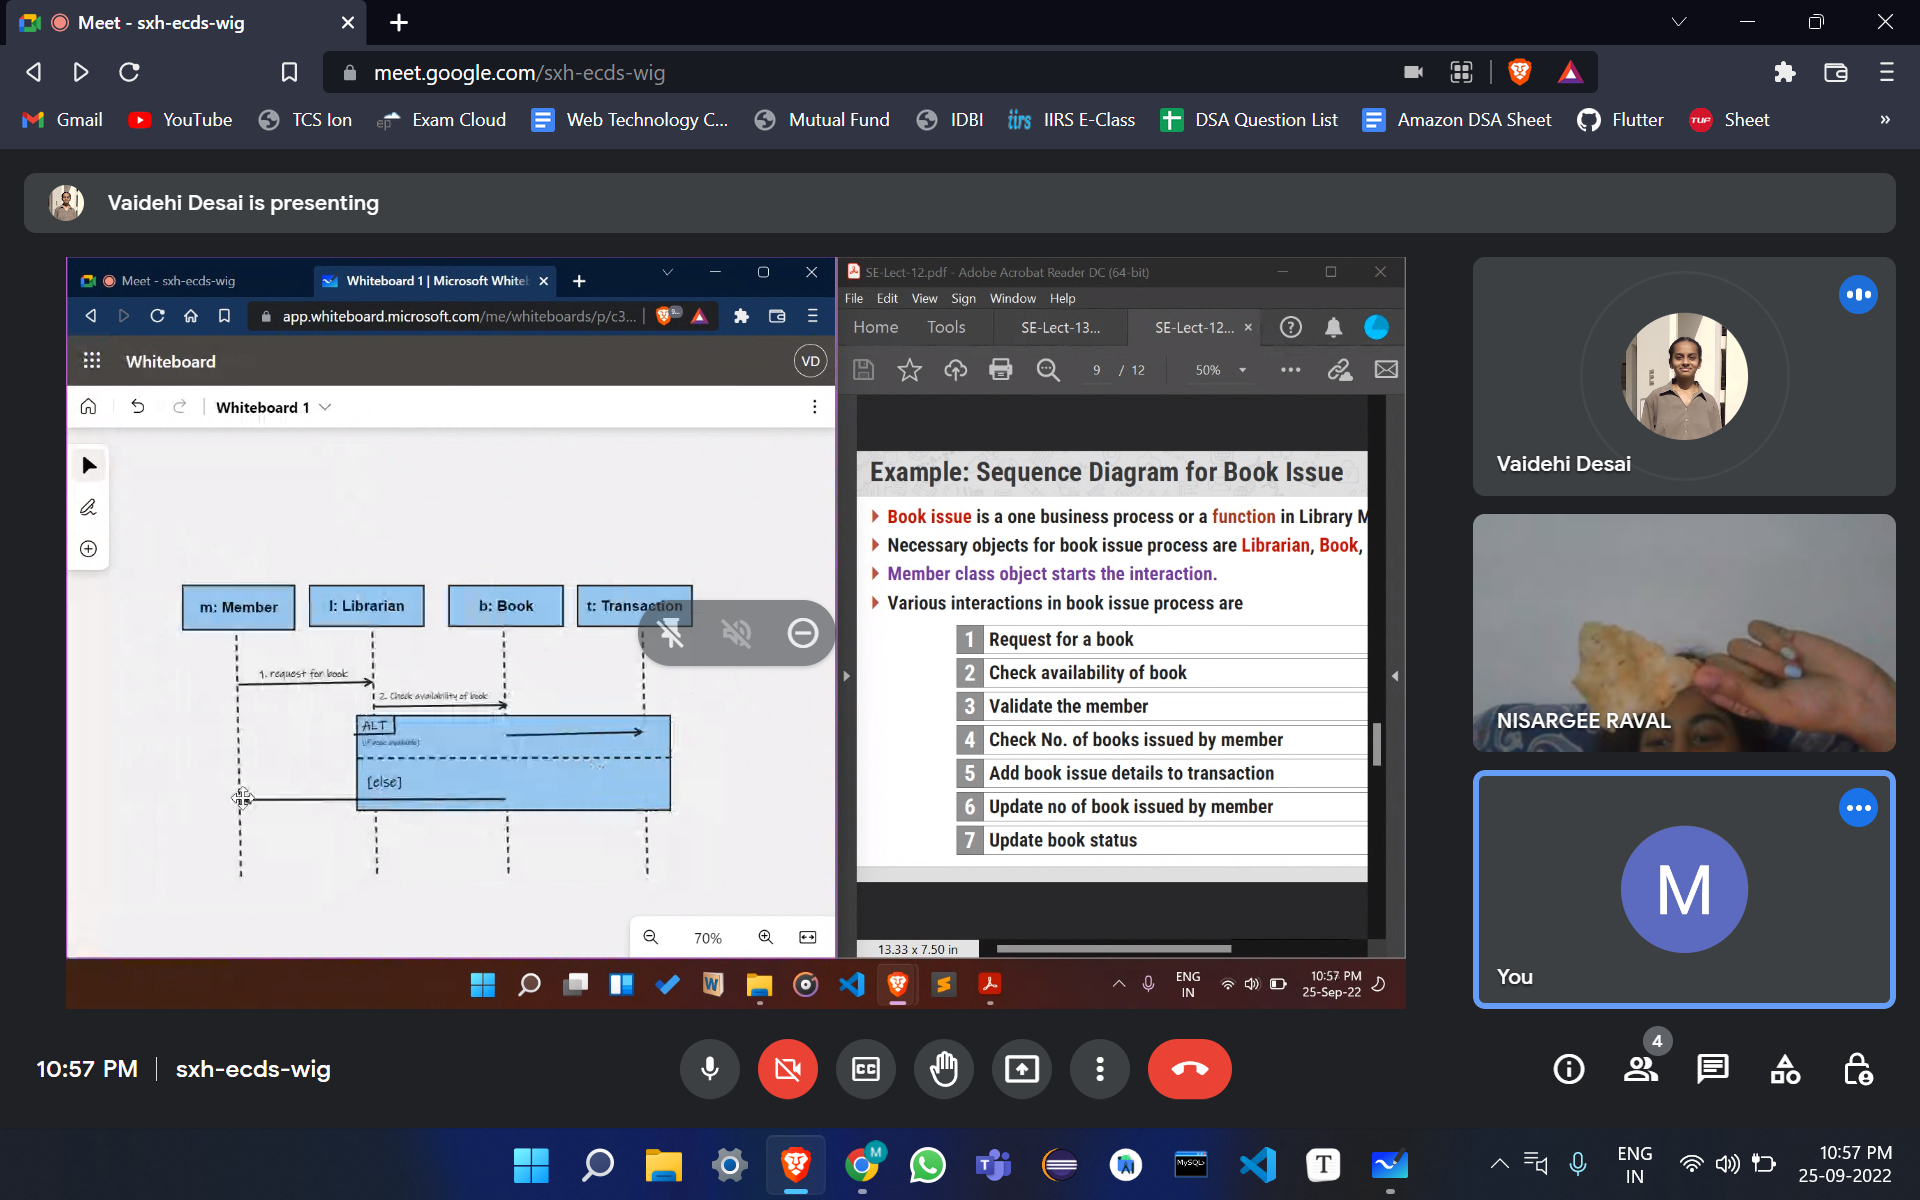 Meet - sxh-ecds-wig
meet.google.com/sxh-ecds-wig
Gmail
YouTube
TCS Ion
Exam Cloud
Web Technology C...
Mutual Fund
IDBI
IIRS E-Class
DSA Question List
Amazon DSA Sheet
Flutter
Sheet
Vaidehi Desai is presenting
Meet - sxh-ecds-wig
Whiteboard 1 | Microsoft White
app.whiteboard.microsoft.com/me/whiteboards/p/c3...
Whiteboard
VD
Whiteboard 1
m: Member
l: Librarian
b: Book
t: Transaction
1. request for book
2. Check availability of book
ALT
[else]
70%
SE-Lect-12.pdf - Adobe Acrobat Reader DC (64-bit)
File Edit View Sign Window Help
Home Tools SE-Lect-13... SE-Lect-12...
9 / 12 50%
Example: Sequence Diagram for Book Issue
Book issue is a one business process or a function in Library M
Necessary objects for book issue process are Librarian, Book,
Member class object starts the interaction.
Various interactions in book issue process are
1 Request for a book
2 Check availability of book
3 Validate the member
4 Check No. of books issued by member
5 Add book issue details to transaction
6 Update no of book issued by member
7 Update book status
13.33 x 7.50 in
ENG
IN
10:57 PM
25-Sep-22
Vaidehi Desai
NISARGEE RAVAL
M
You
10:57 PM
sxh-ecds-wig
CC
4
M
MySQL
T
ENG
IN
10:57 PM
25-09-2022